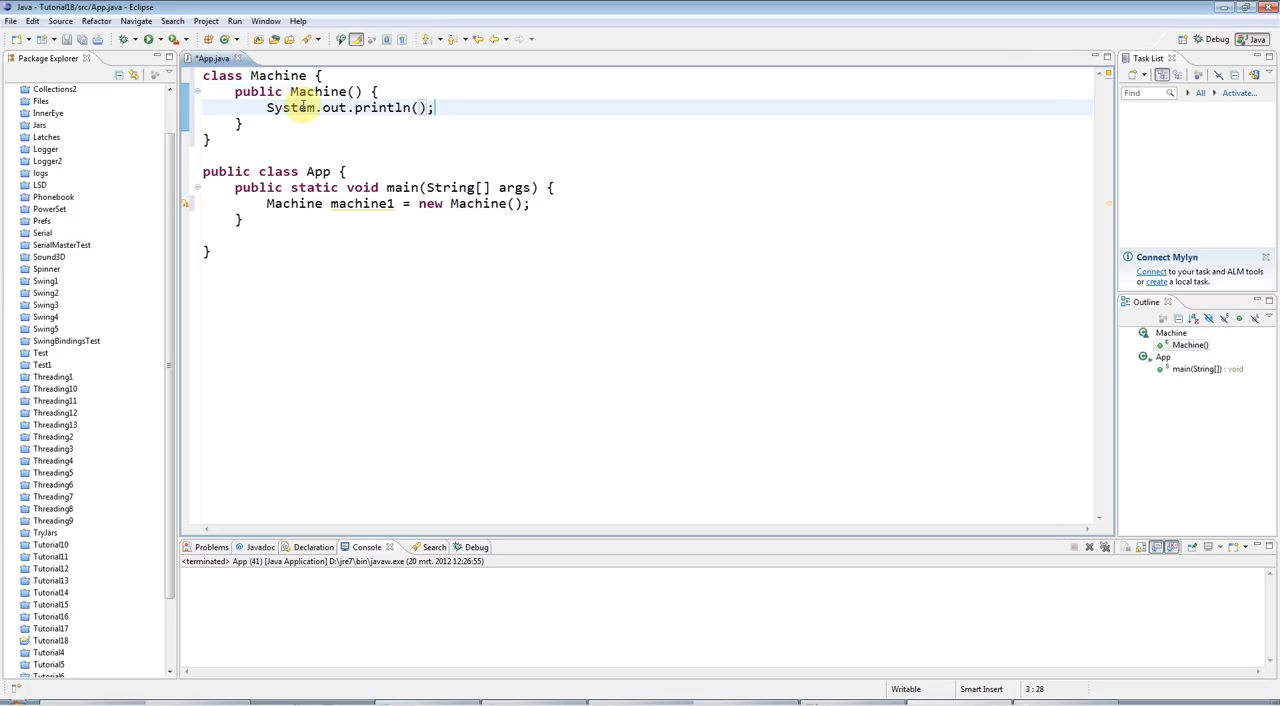 Java - Tutorial18/src/App.java - Eclipse
File Edit Source Refactor Navigate Search Project Run Window Help
Debug Java
Package Explorer
Collections2
Files
InnerEye
Jars
Latches
Logger
Logger2
logs
LSD
Phonebook
PowerSet
Prefs
Serial
SerialMasterTest
Sound3D
Spinner
Swing1
Swing2
Swing3
Swing4
Swing5
SwingBindingsTest
Test
Test1
Threading1
Threading10
Threading11
Threading12
Threading13
Threading2
Threading3
Threading4
Threading5
Threading6
Threading7
Threading8
Threading9
TryJars
Tutorial10
Tutorial11
Tutorial12
Tutorial13
Tutorial14
Tutorial15
Tutorial16
Tutorial17
Tutorial18
Tutorial4
Tutorial5
Tutorial6
*App.java
class Machine {
public Machine() {
System.out.println();
}
}
public class App {
public static void main(String[] args) {
Machine machine1 = new Machine();
}
}
Task List
Find All Activate...
Connect Mylyn
Connect to your task and ALM tools
or create a local task.
Outline
Machine
Machine()
App
main(String[]) : void
Problems Javadoc Declaration Console Search Debug
<terminated> App (41) [Java Application] D:\jre7\bin\javaw.exe (20 mrt. 2012 12:26:55)
Writable Smart Insert 3 : 28